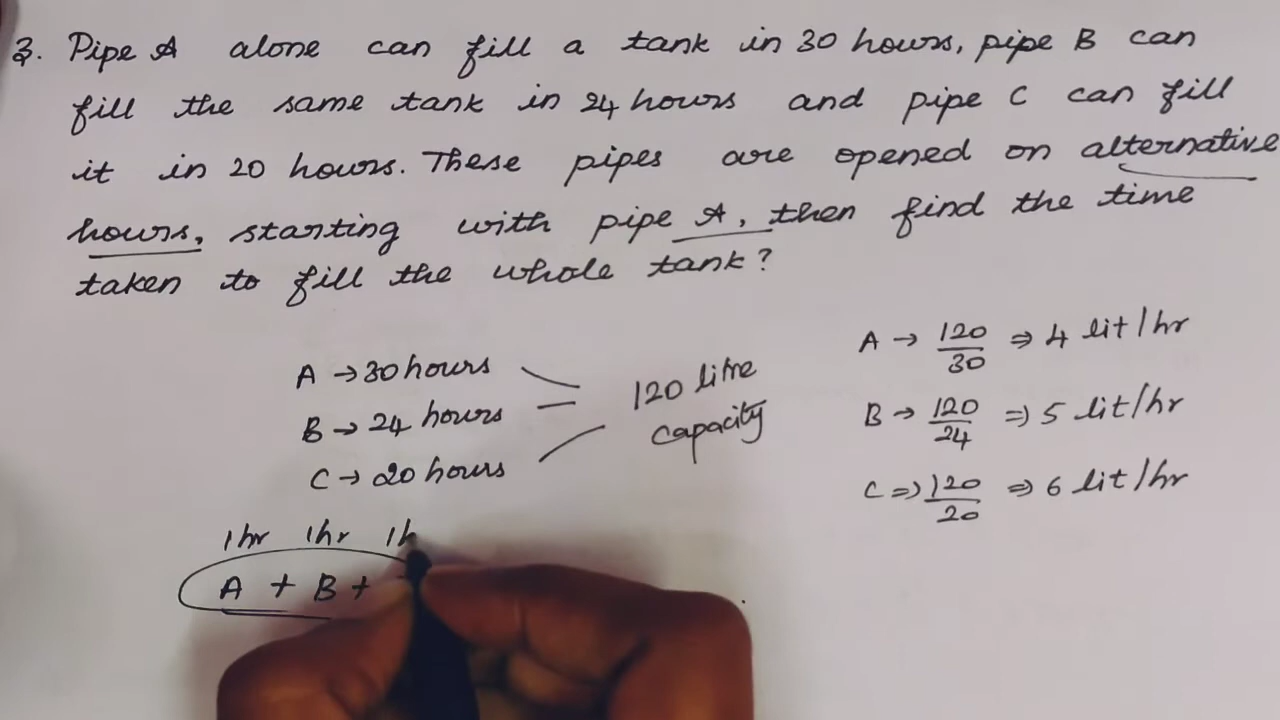 3. Pipe A alone can fill a tank in 30 hours, pipe B can
fill the same tank in 24 hours and pipe C can fill
it in 20 hours. These pipes are opened on alternative
hours, starting with pipe A, then find the time
taken to fill the whole tank?
A → 30 hours
B → 24 hours
C → 20 hours
120 litre
capacity
A → 120/30 ⇒ 4 lit/hr
B → 120/24 ⇒ 5 lit/hr
C ⇒ 120/20 ⇒ 6 lit/hr
1hr 1hr 1h
A + B +